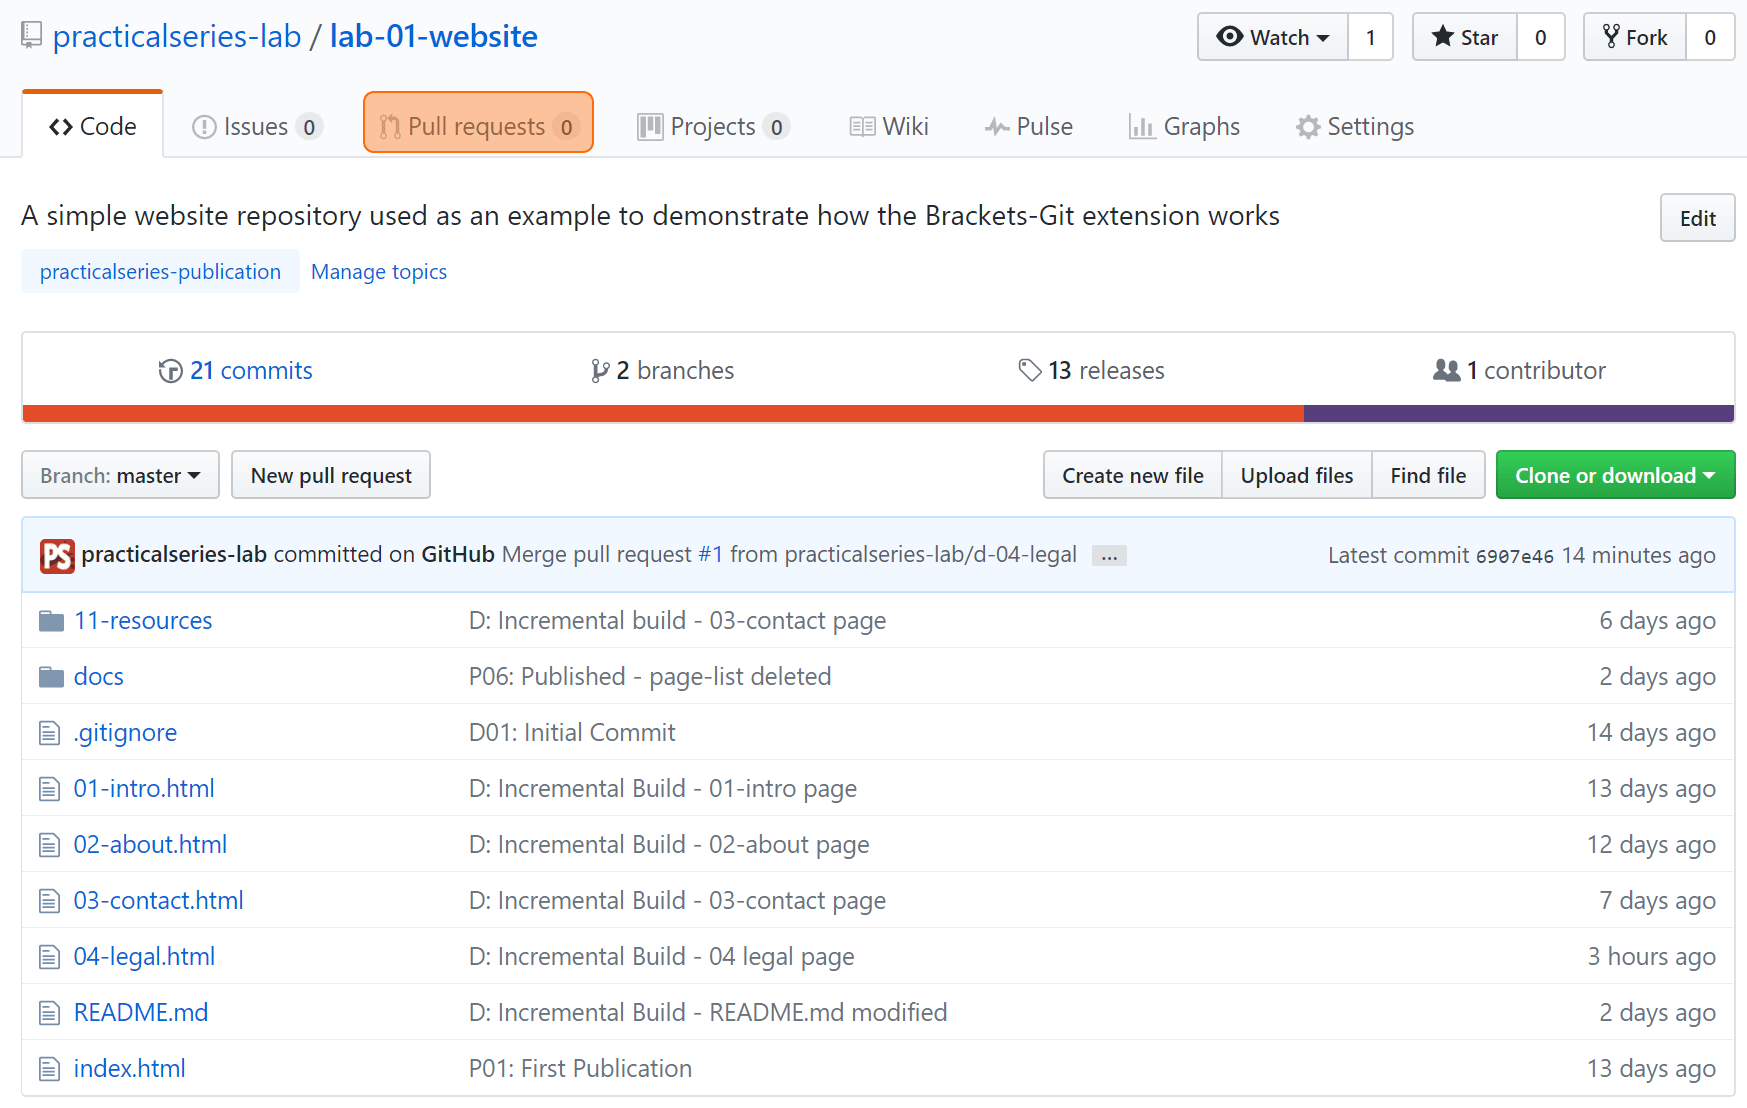 practicalseries-lab / lab-01-website Watch 1 Star 0 Fork 0
Code Issues 0 Pull requests 0 Projects 0 Wiki Pulse Graphs Settings
A simple website repository used as an example to demonstrate how the Brackets-Git extension works Edit
practicalseries-publication Manage topics
21 commits 2 branches 13 releases 1 contributor
Branch: master New pull request Create new file Upload files Find file Clone or download
PS practicalseries-lab committed on GitHub Merge pull request #1 from practicalseries-lab/d-04-legal ... Latest commit 6907e46 14 minutes ago
11-resources D: Incremental build - 03-contact page 6 days ago
docs P06: Published - page-list deleted 2 days ago
.gitignore D01: Initial Commit 14 days ago
01-intro.html D: Incremental Build - 01-intro page 13 days ago
02-about.html D: Incremental Build - 02-about page 12 days ago
03-contact.html D: Incremental Build - 03-contact page 7 days ago
04-legal.html D: Incremental Build - 04 legal page 3 hours ago
README.md D: Incremental Build - README.md modified 2 days ago
index.html P01: First Publication 13 days ago